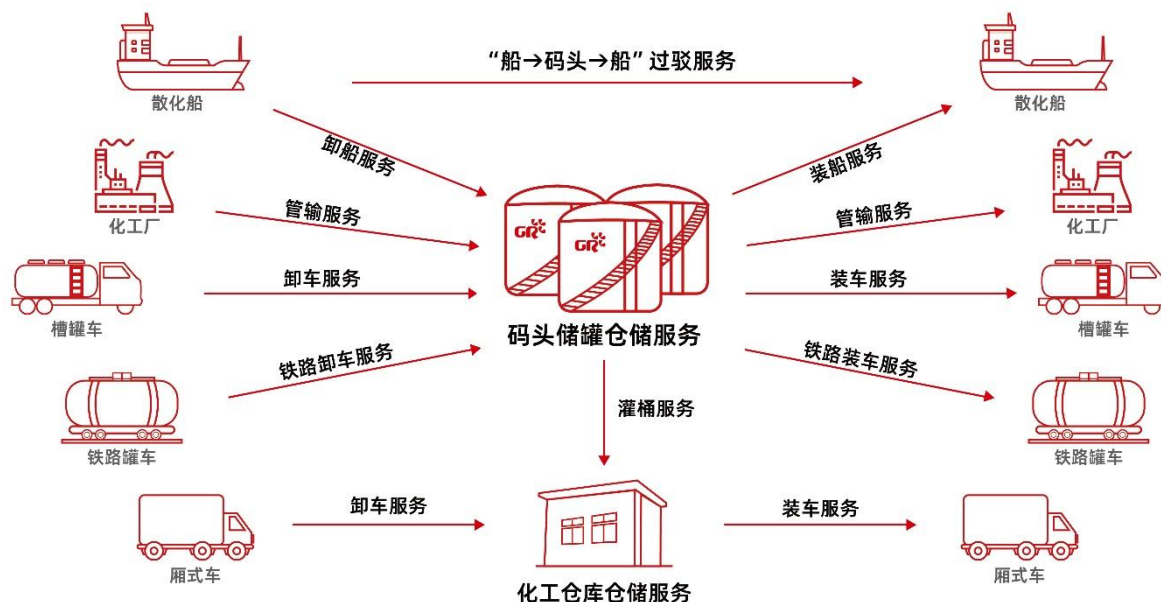 “船→码头→船”过驳服务
散化船
散化船
卸船服务
装船服务
化工厂
管输服务
管输服务
化工厂
GR
GR
槽罐车
卸车服务
装车服务
槽罐车
码头储罐仓储服务
铁路卸车服务
铁路装车服务
铁路罐车
铁路罐车
灌桶服务
卸车服务
装车服务
厢式车
厢式车
化工仓库仓储服务